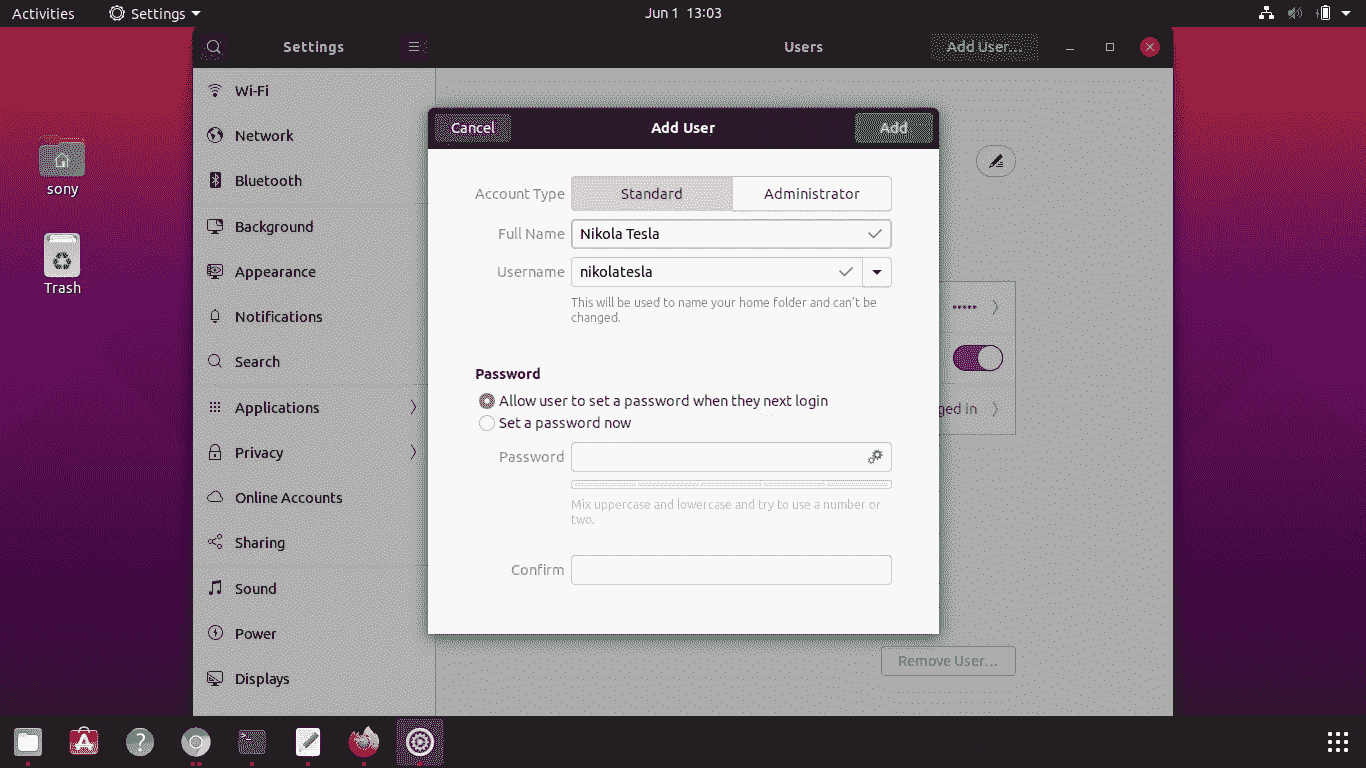 Activities
Settings
Jun 1 13:03
Settings
Users
Add User...
sony
Trash
Wi-Fi
Network
Bluetooth
Background
Appearance
Notifications
Search
Applications
Privacy
Online Accounts
Sharing
Sound
Power
Displays
Cancel
Add User
Add
Account Type
Standard
Administrator
Full Name
Nikola Tesla
Username
nikolatesla
This will be used to name your home folder and can't be
changed.
Password
Allow user to set a password when they next login
Set a password now
Password
Mix uppercase and lowercase and try to use a number or
two.
Confirm
•••••
ged in
Remove User...